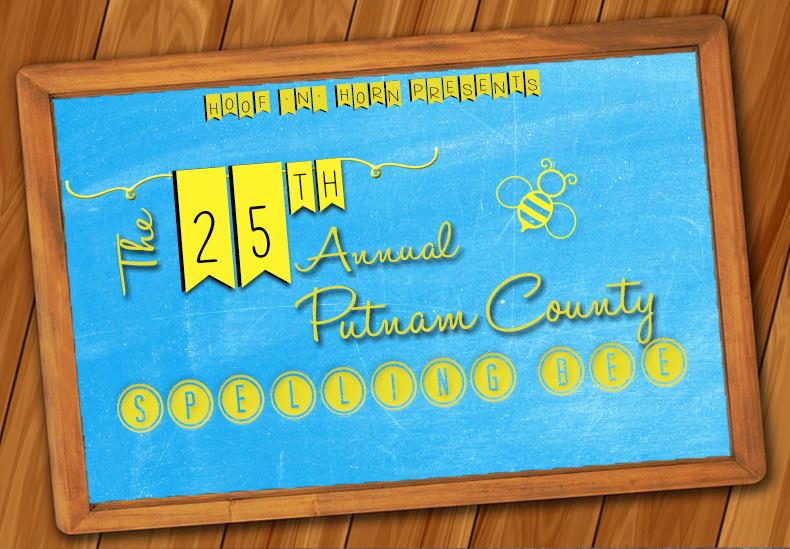 HOOF 'N' HORN PRESENTS
The 25TH Annual
Putnam County
SPELLING BEE